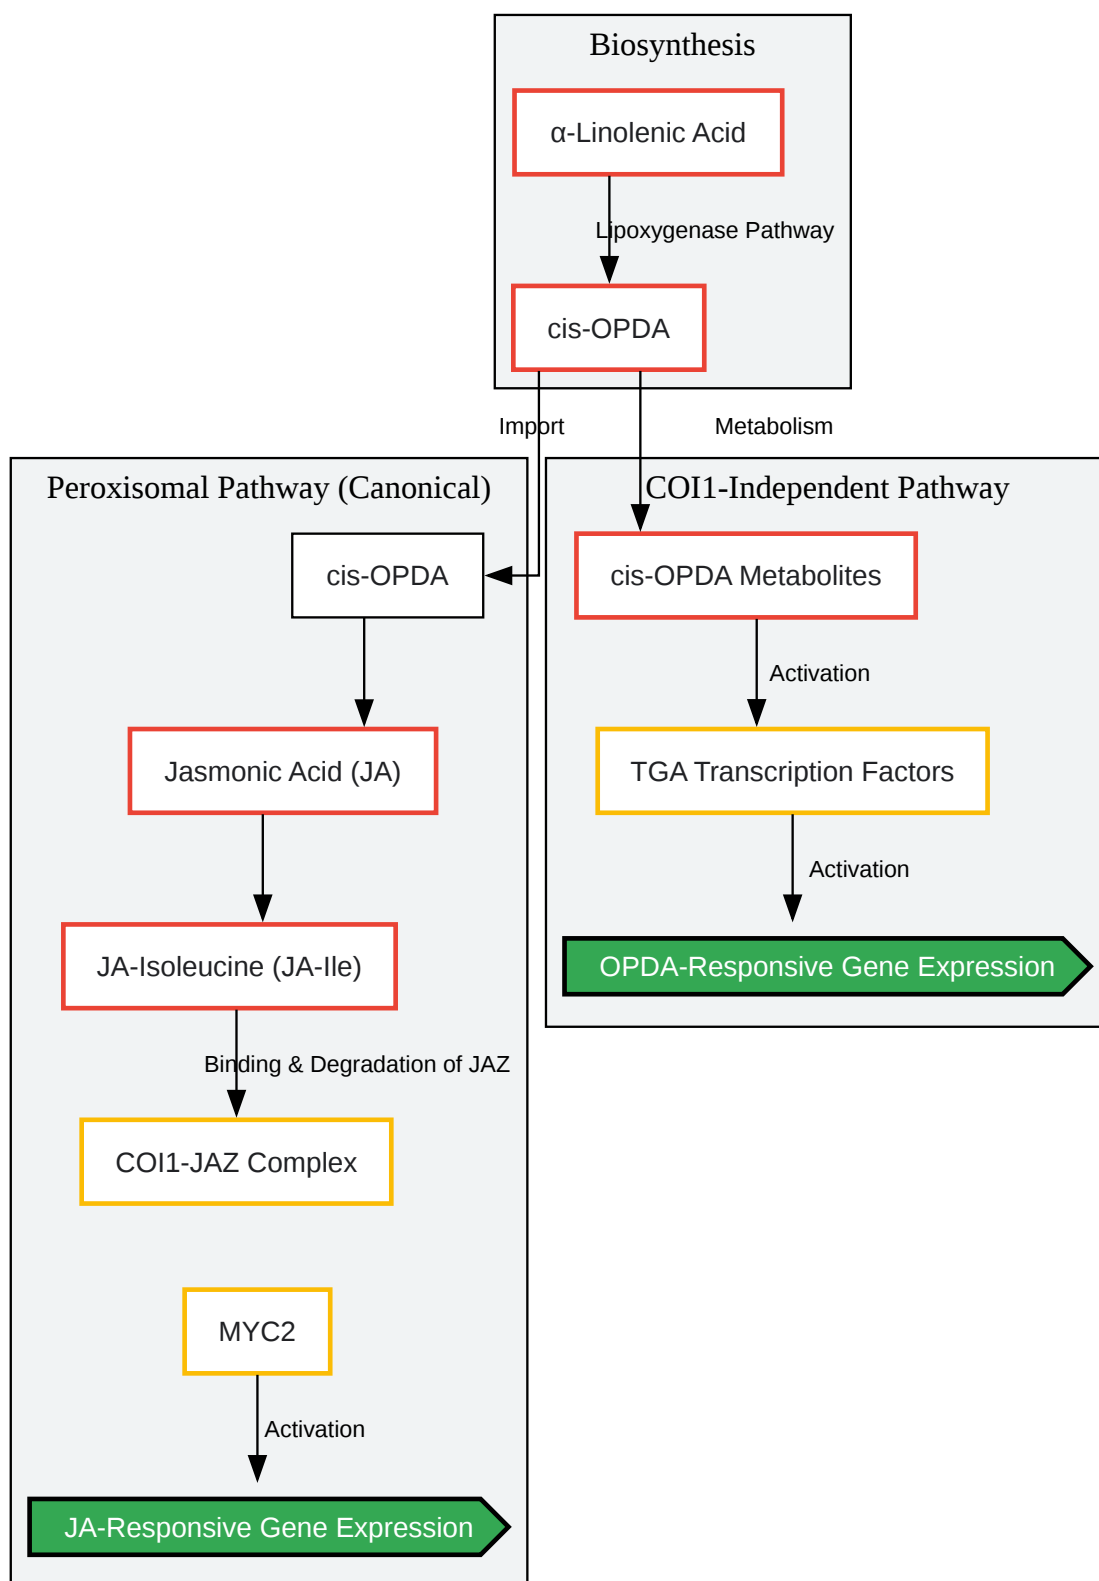 Biosynthesis
α-Linolenic Acid
Lipoxygenase Pathway
cis-OPDA
Import
Metabolism
Peroxisomal Pathway (Canonical)
cis-OPDA
Jasmonic Acid (JA)
JA-Isoleucine (JA-Ile)
Binding & Degradation of JAZ
COI1-JAZ Complex
MYC2
Activation
JA-Responsive Gene Expression
COI1-Independent Pathway
cis-OPDA Metabolites
Activation
TGA Transcription Factors
Activation
OPDA-Responsive Gene Expression